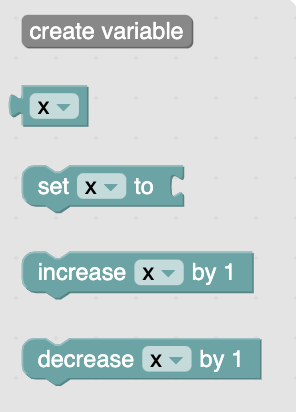 create variable
x
set x to
increase x by 1
decrease x by 1